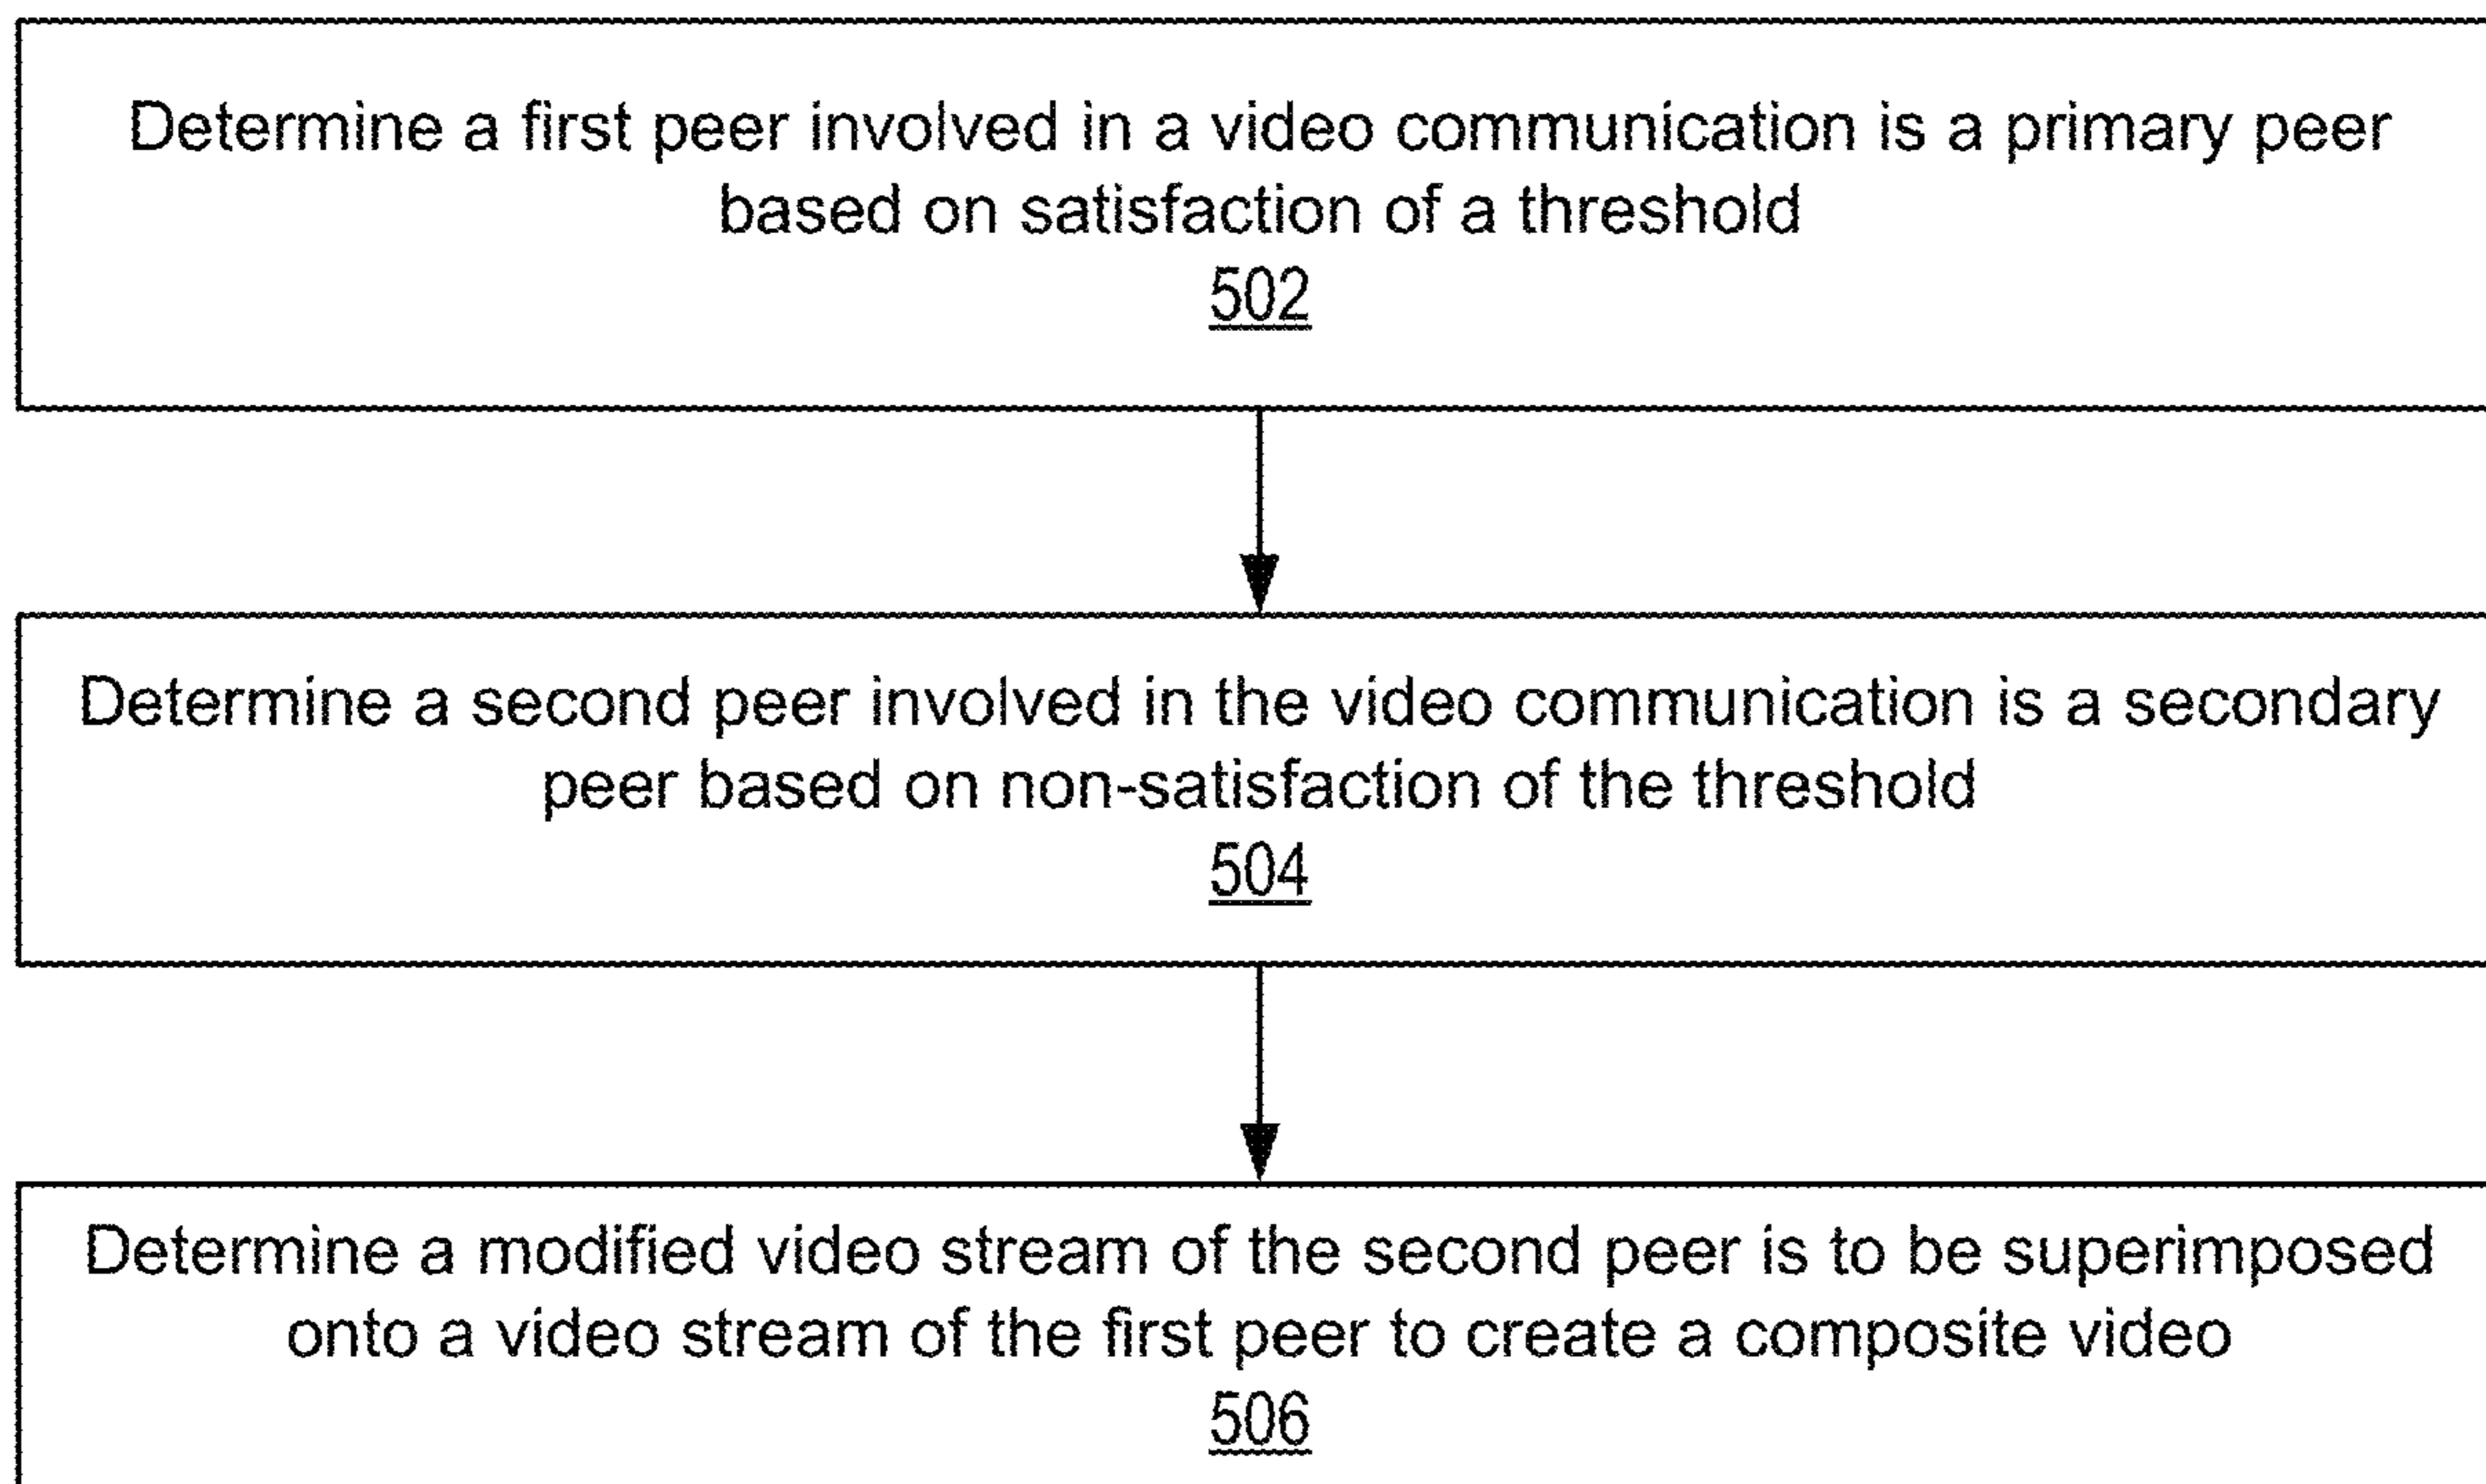 Determine a first peer involved in a video communication is a primary peer
based on satisfaction of a threshold
502
Determine a second peer involved in the video communication is a secondary
peer based on non-satisfaction of the threshold
504
Determine a modified video stream of the second peer is to be superimposed
onto a video stream of the first peer to create a composite video
506